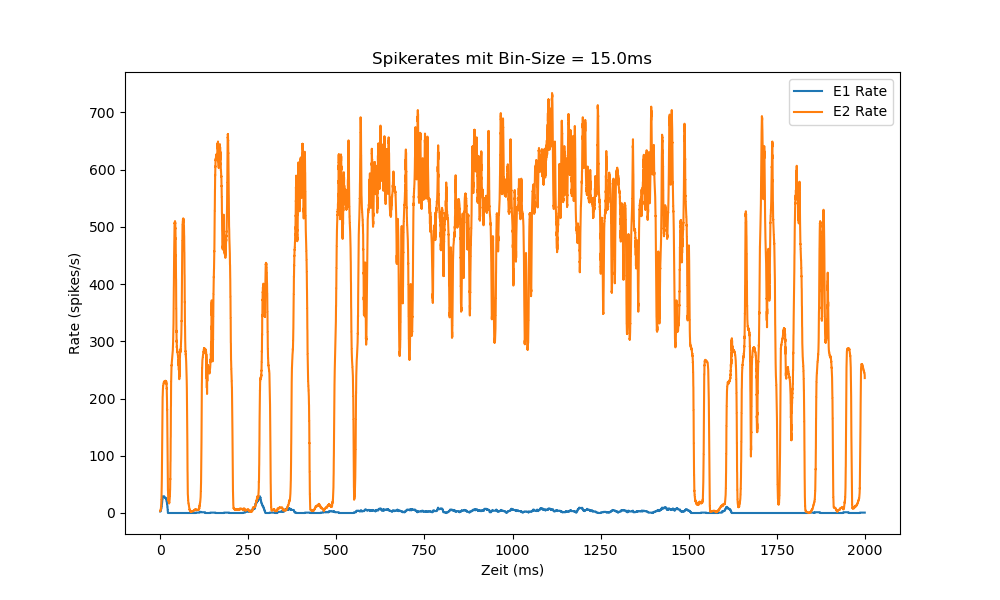 Spikerates mit Bin-Size = 15.0ms
E1 Rate
E2 Rate
Rate (spikes/s)
700
600
500
400
300
200
100
0
0 250 500 750 1000 1250 1500 1750 2000
Zeit (ms)